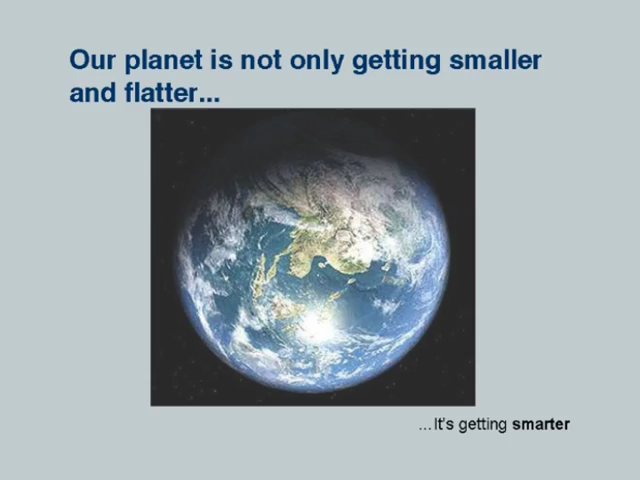 Our planet is not only getting smaller
and flatter...
...It's getting smarter